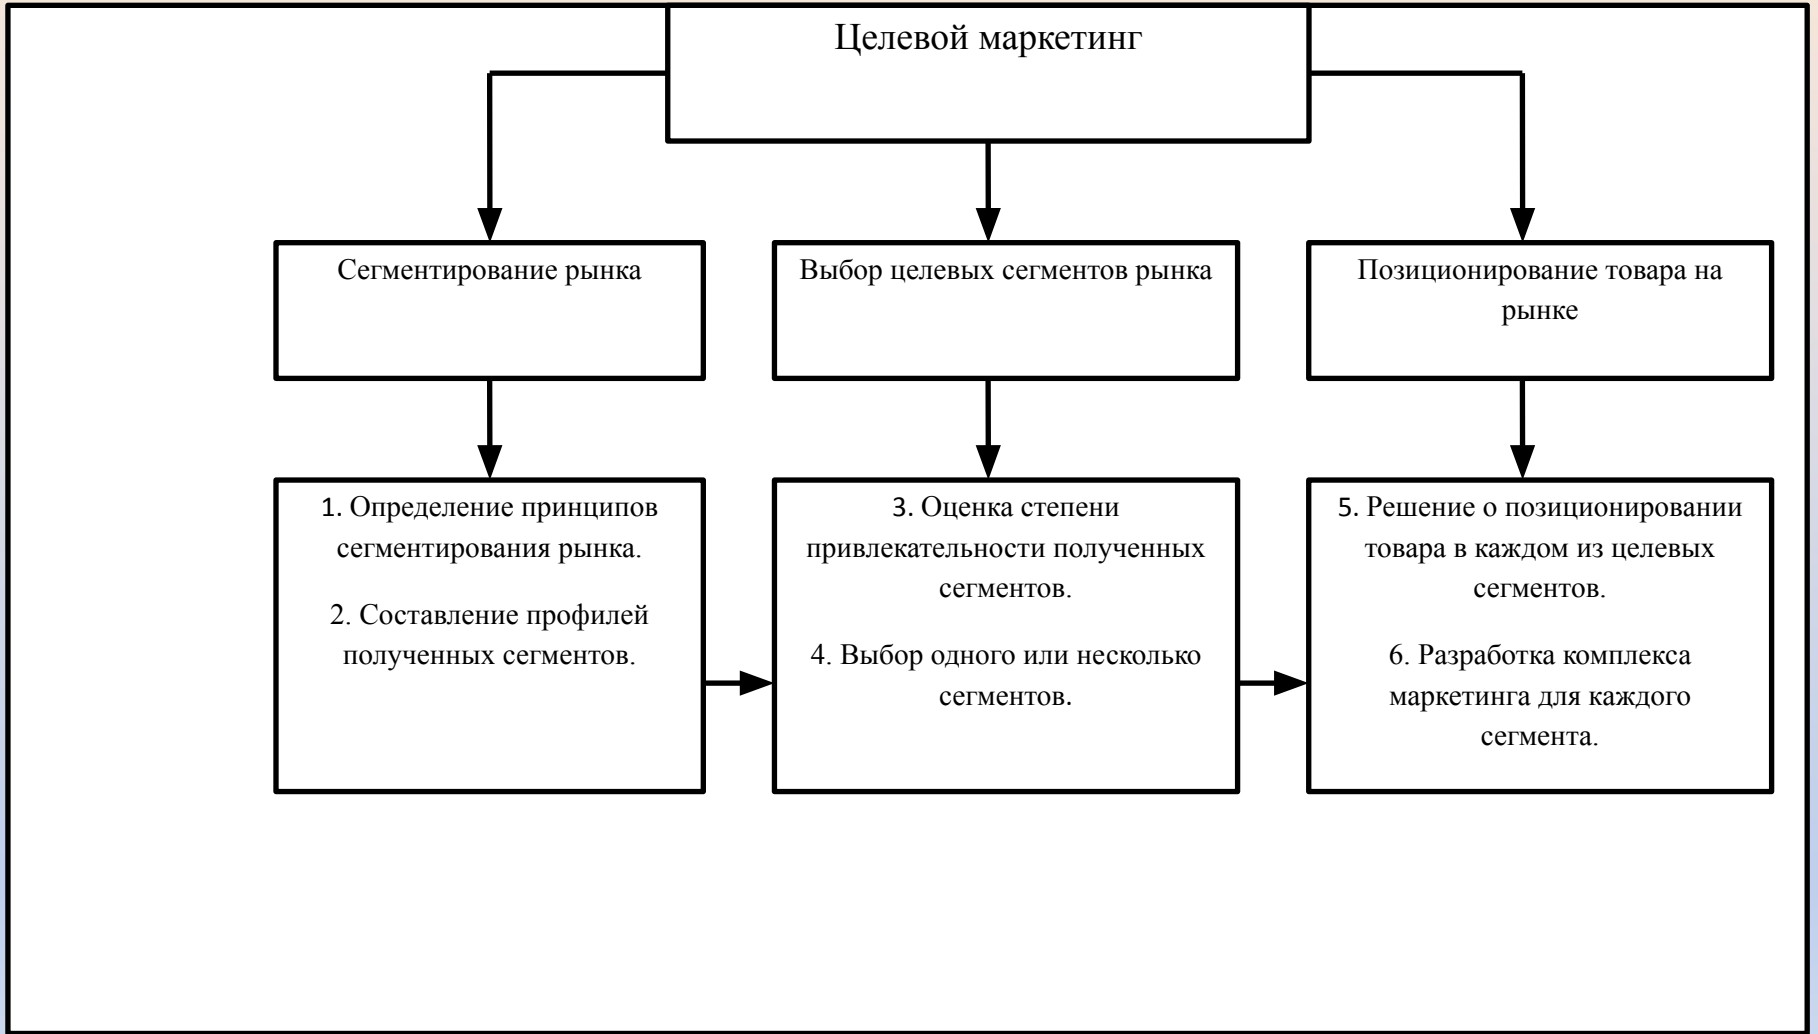 Целевой маркетинг
Сегментирование рынка
Выбор целевых сегментов рынка
Позиционирование товара на
рынке
1. Определение принципов
сегментирования рынка.
2. Составление профилей
полученных сегментов.
3. Оценка степени
привлекательности полученных
сегментов.
4. Выбор одного или несколько
сегментов.
5. Решение о позиционировании
товара в каждом из целевых
сегментов.
6. Разработка комплекса
маркетинга для каждого
сегмента.